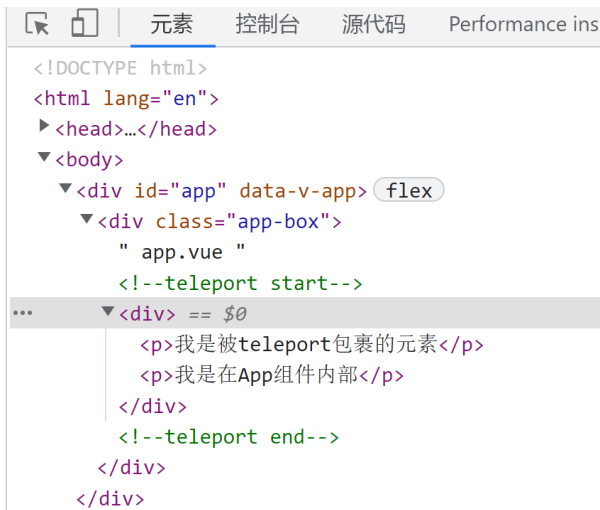 元素 控制台 源代码 Performance ins
<!DOCTYPE html>
<html lang="en">
<head>…</head>
<body>
<div id="app" data-v-app> flex
<div class="app-box">
" app.vue "
<!--teleport start-->
••• <div> == $0
<p>我是被teleport包裹的元素</p>
<p>我是在App组件内部</p>
</div>
<!--teleport end-->
</div>
</div>